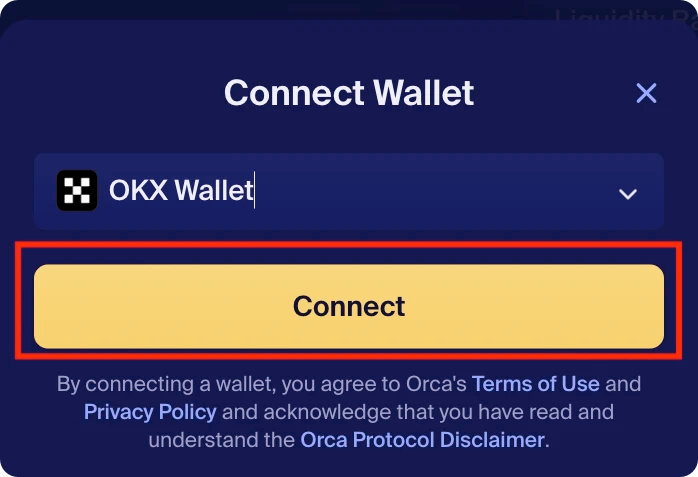 Connect Wallet
OKX Wallet
Connect
By connecting a wallet, you agree to Orca's Terms of Use and
Privacy Policy and acknowledge that you have read and
understand the Orca Protocol Disclaimer.